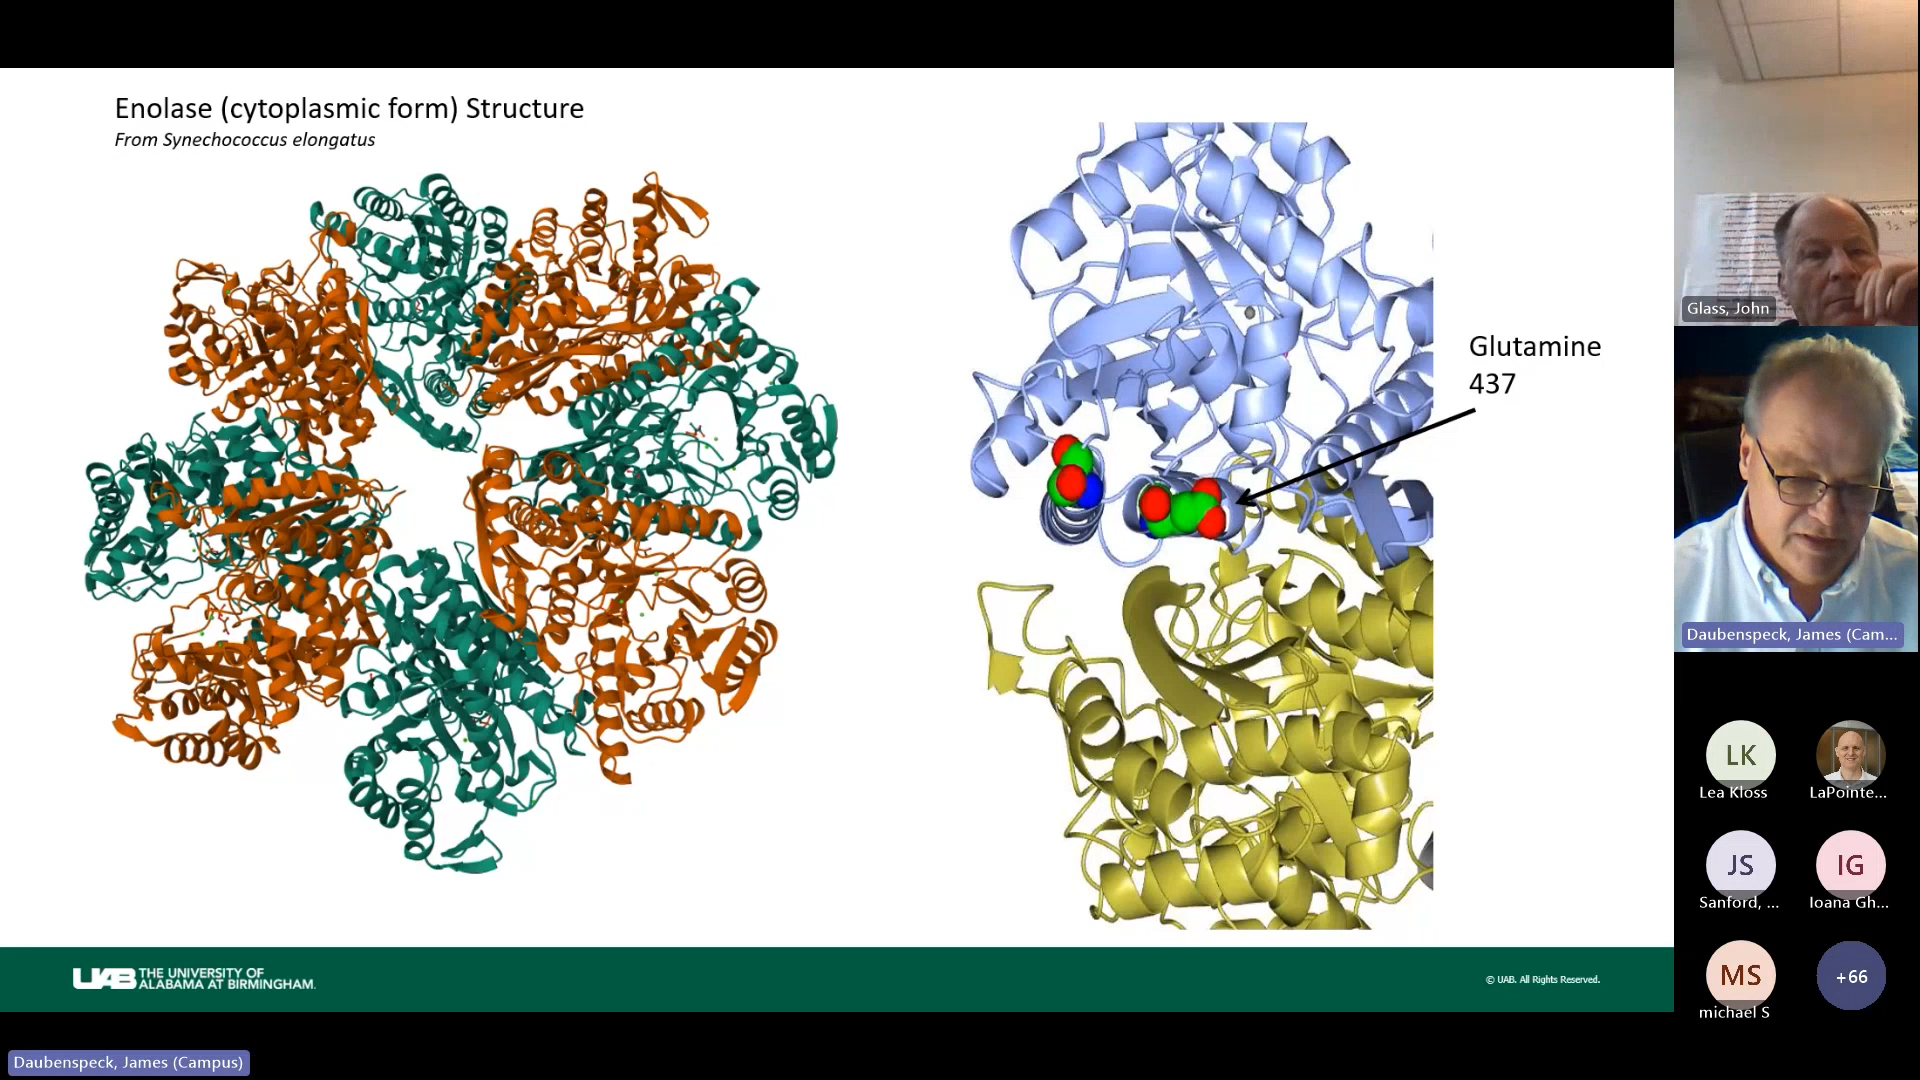 Enolase (cytoplasmic form) Structure
From Synechococcus elongatus
Glutamine
437
UAB THE UNIVERSITY OF
ALABAMA AT BIRMINGHAM.
© UAB. All Rights Reserved.
Daubenspeck, James (Campus)
Glass, John
Daubenspeck, James (Cam...
LK
Lea Kloss
LaPointe...
JS
Sanford, ...
IG
Ioana Gh...
MS
michael S
+66